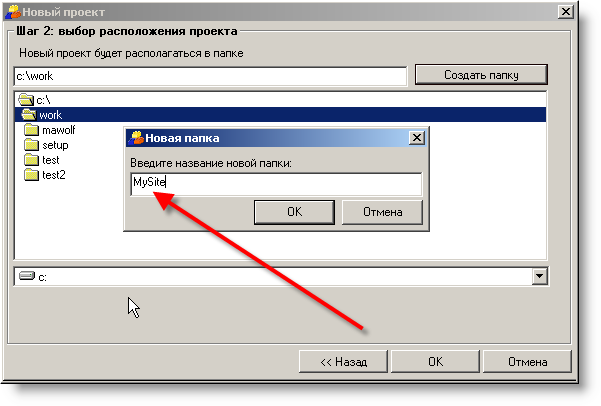 Новый проект
Шаг 2: выбор расположения проекта
Новый проект будет располагаться в папке
c:\work
Создать папку
c:\
work
mawolf
setup
test
test2
Новая папка
Введите название новой папки:
MySite
OK
Отмена
c:
<< Назад
OK
Отмена